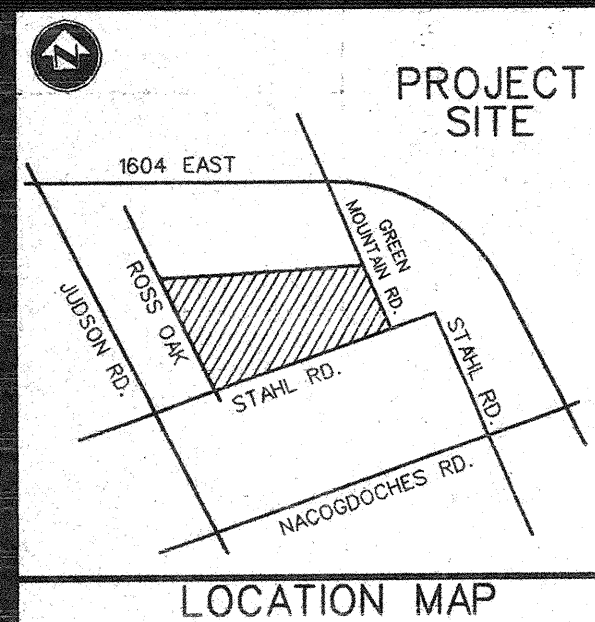 N
PROJECT
SITE
1604 EAST
GREEN
MOUNTAIN RD.
ROSS OAK
JUDSON RD.
STAHL RD.
STAHL RD.
NACOGDOCHES RD.
LOCATION MAP